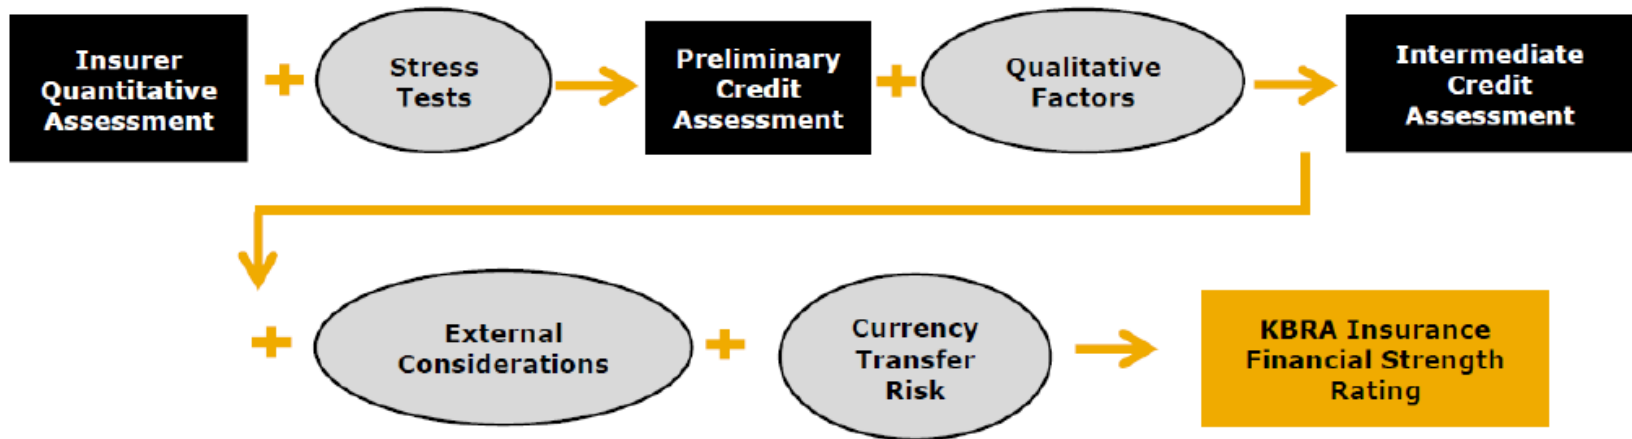 Insurer
Quantitative
Assessment
+
Stress
Tests
Preliminary
Credit
Assessment
+
Qualitative
Factors
Intermediate
Credit
Assessment
+
External
Considerations
+
Currency
Transfer
Risk
KBRA Insurance
Financial Strength
Rating